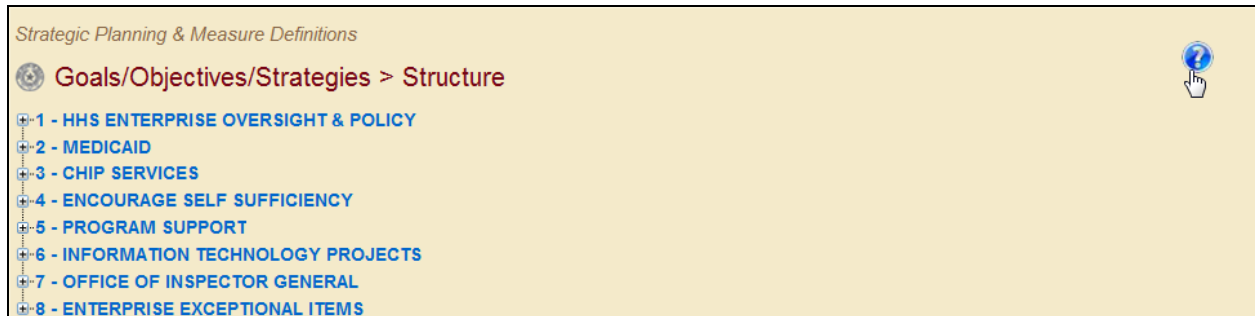 Strategic Planning & Measure Definitions
Goals/Objectives/Strategies > Structure
1 - HHS ENTERPRISE OVERSIGHT & POLICY
2 - MEDICAID
3 - CHIP SERVICES
4 - ENCOURAGE SELF SUFFICIENCY
5 - PROGRAM SUPPORT
6 - INFORMATION TECHNOLOGY PROJECTS
7 - OFFICE OF INSPECTOR GENERAL
8 - ENTERPRISE EXCEPTIONAL ITEMS